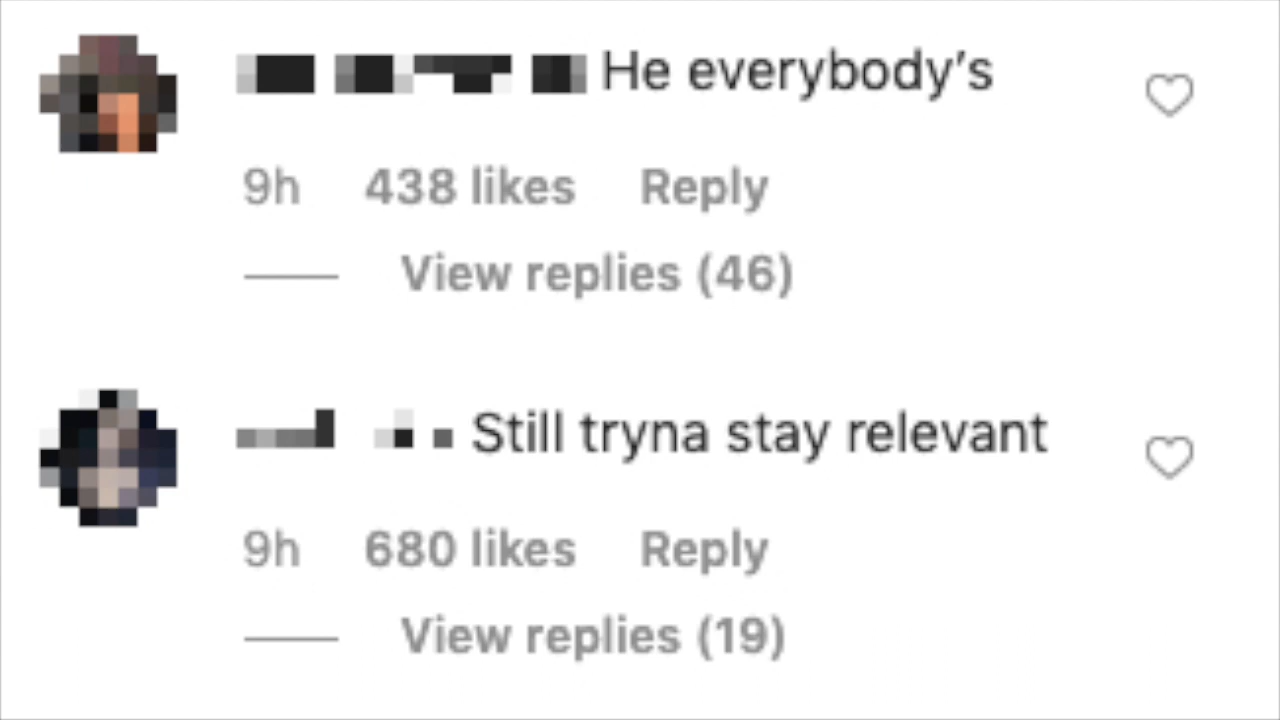 He everybody’s
9h 438 likes Reply
View replies (46)
Still tryna stay relevant
9h 680 likes Reply
View replies (19)